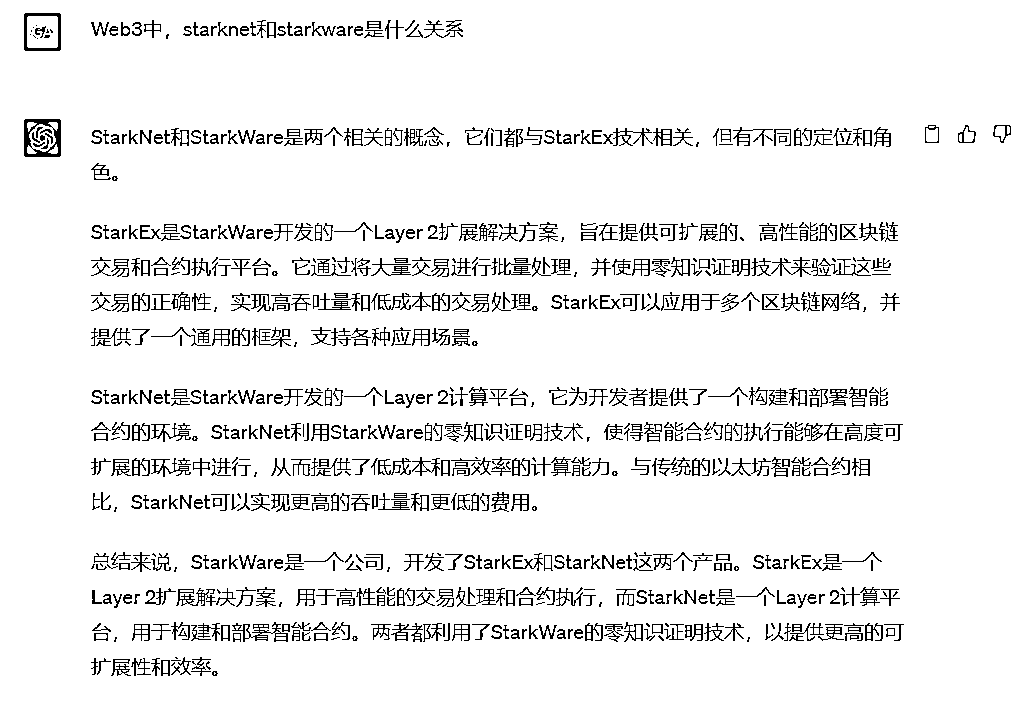 Web3中，starknet和starkware是什么关系
StarkNet和StarkWare是两个相关的概念，它们都与StarkEx技术相关，但有不同的定位和角
色。
StarkEx是StarkWare开发的一个Layer 2扩展解决方案，旨在提供可扩展的、高性能的区块链
交易和合约执行平台。它通过将大量交易进行批量处理，并使用零知识证明技术来验证这些
交易的正确性，实现高吞吐量和低成本的交易处理。StarkEx可以应用于多个区块链网络，并
提供了一个通用的框架，支持各种应用场景。
StarkNet是StarkWare开发的一个Layer 2计算平台，它为开发者提供了一个构建和部署智能
合约的环境。StarkNet利用StarkWare的零知识证明技术，使得智能合约的执行能够在高度可
扩展的环境中进行，从而提供了低成本和高效率的计算能力。与传统的以太坊智能合约相
比，StarkNet可以实现更高的吞吐量和更低的费用。
总结来说，StarkWare是一个公司，开发了StarkEx和StarkNet这两个产品。StarkEx是一个
Layer 2扩展解决方案，用于高性能的交易处理和合约执行，而StarkNet是一个Layer 2计算平
台，用于构建和部署智能合约。两者都利用了StarkWare的零知识证明技术，以提供更高的可
扩展性和效率。